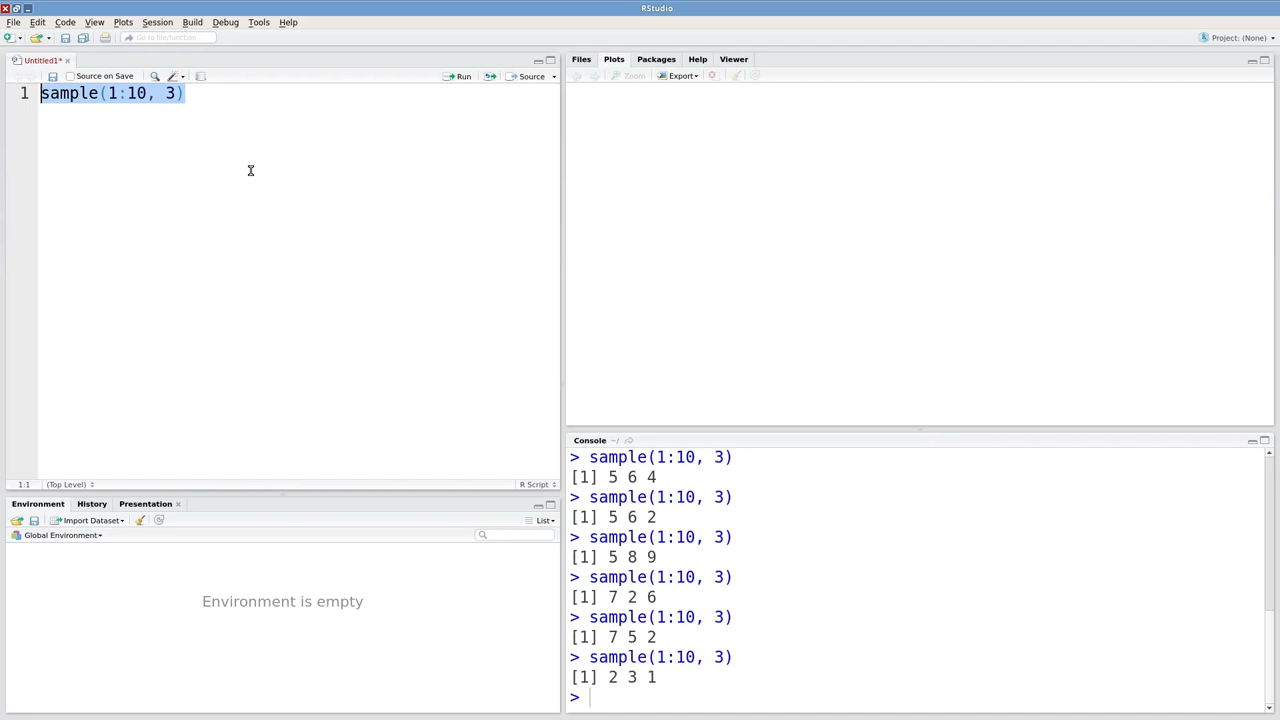 RStudio
File Edit Code View Plots Session Build Debug Tools Help
Go to file/function Project: (None)
Untitled1*
Source on Save Run Source
1 sample(1:10, 3)
1:1 (Top Level) R Script
Environment History Presentation
Import Dataset List
Global Environment
Environment is empty
Files Plots Packages Help Viewer
Zoom Export
Console ~/
> sample(1:10, 3)
[1] 5 6 4
> sample(1:10, 3)
[1] 5 6 2
> sample(1:10, 3)
[1] 5 8 9
> sample(1:10, 3)
[1] 7 2 6
> sample(1:10, 3)
[1] 7 5 2
> sample(1:10, 3)
[1] 2 3 1
>